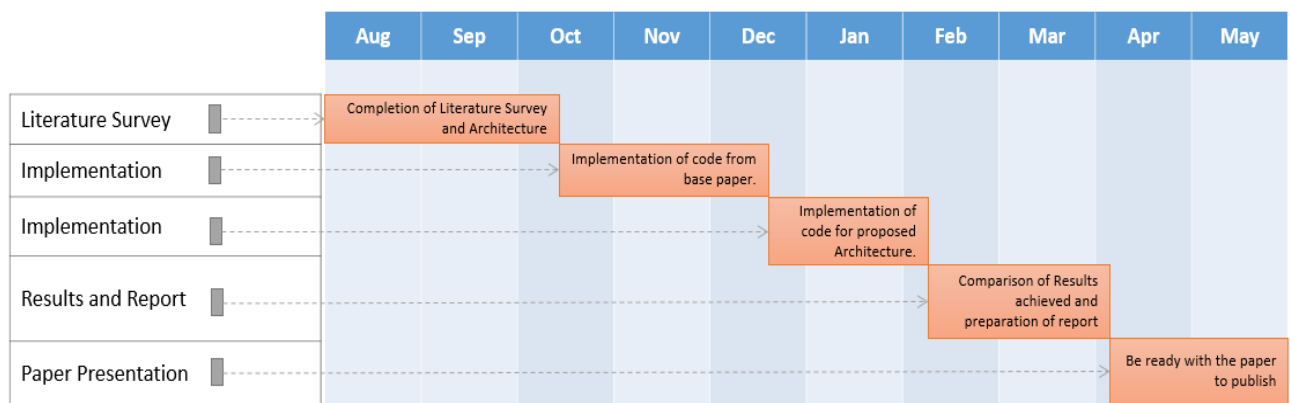 Aug Sep Oct Nov Dec Jan Feb Mar Apr May
Literature Survey
Completion of Literature Survey
and Architecture
Implementation
Implementation of code from
base paper.
Implementation
Implementation of
code for proposed
Architecture.
Results and Report
Comparison of Results
achieved and
preparation of report
Paper Presentation
Be ready with the paper
to publish